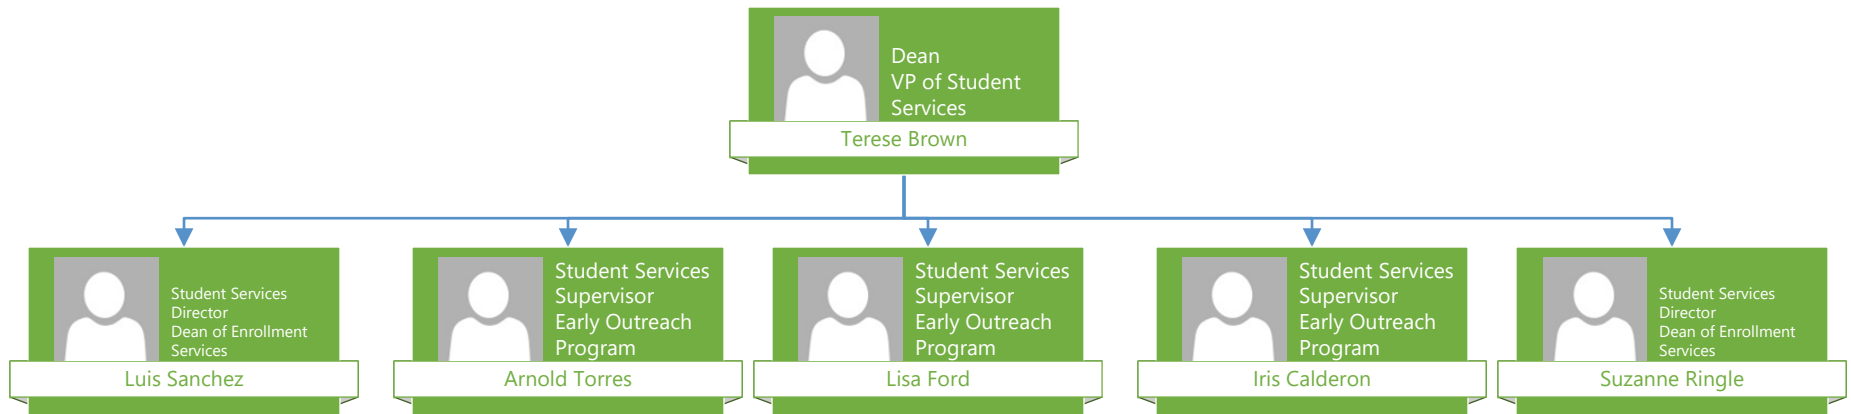 Dean
VP of Student
Services
Terese Brown
Student Services
Director
Dean of Enrollment
Services
Luis Sanchez
Student Services
Supervisor
Early Outreach
Program
Arnold Torres
Student Services
Supervisor
Early Outreach
Program
Lisa Ford
Student Services
Supervisor
Early Outreach
Program
Iris Calderon
Student Services
Director
Dean of Enrollment
Services
Suzanne Ringle